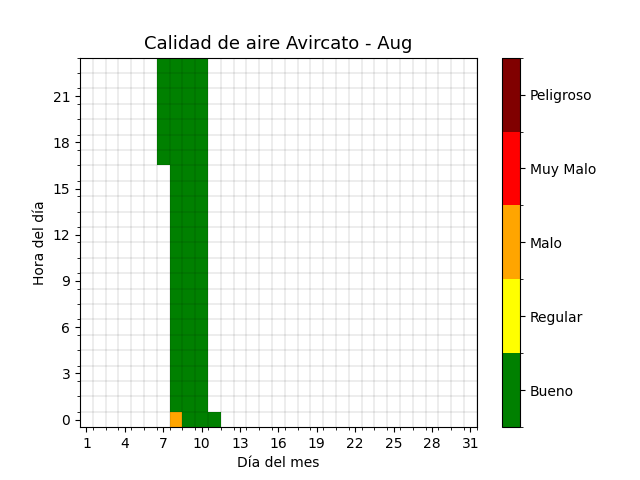 Calidad de aire Avircato - Aug
Hora del día
21
18
15
12
9
6
3
0
1 4 7 10 13 16 19 22 25 28 31
Día del mes
Peligroso
Muy Malo
Malo
Regular
Bueno